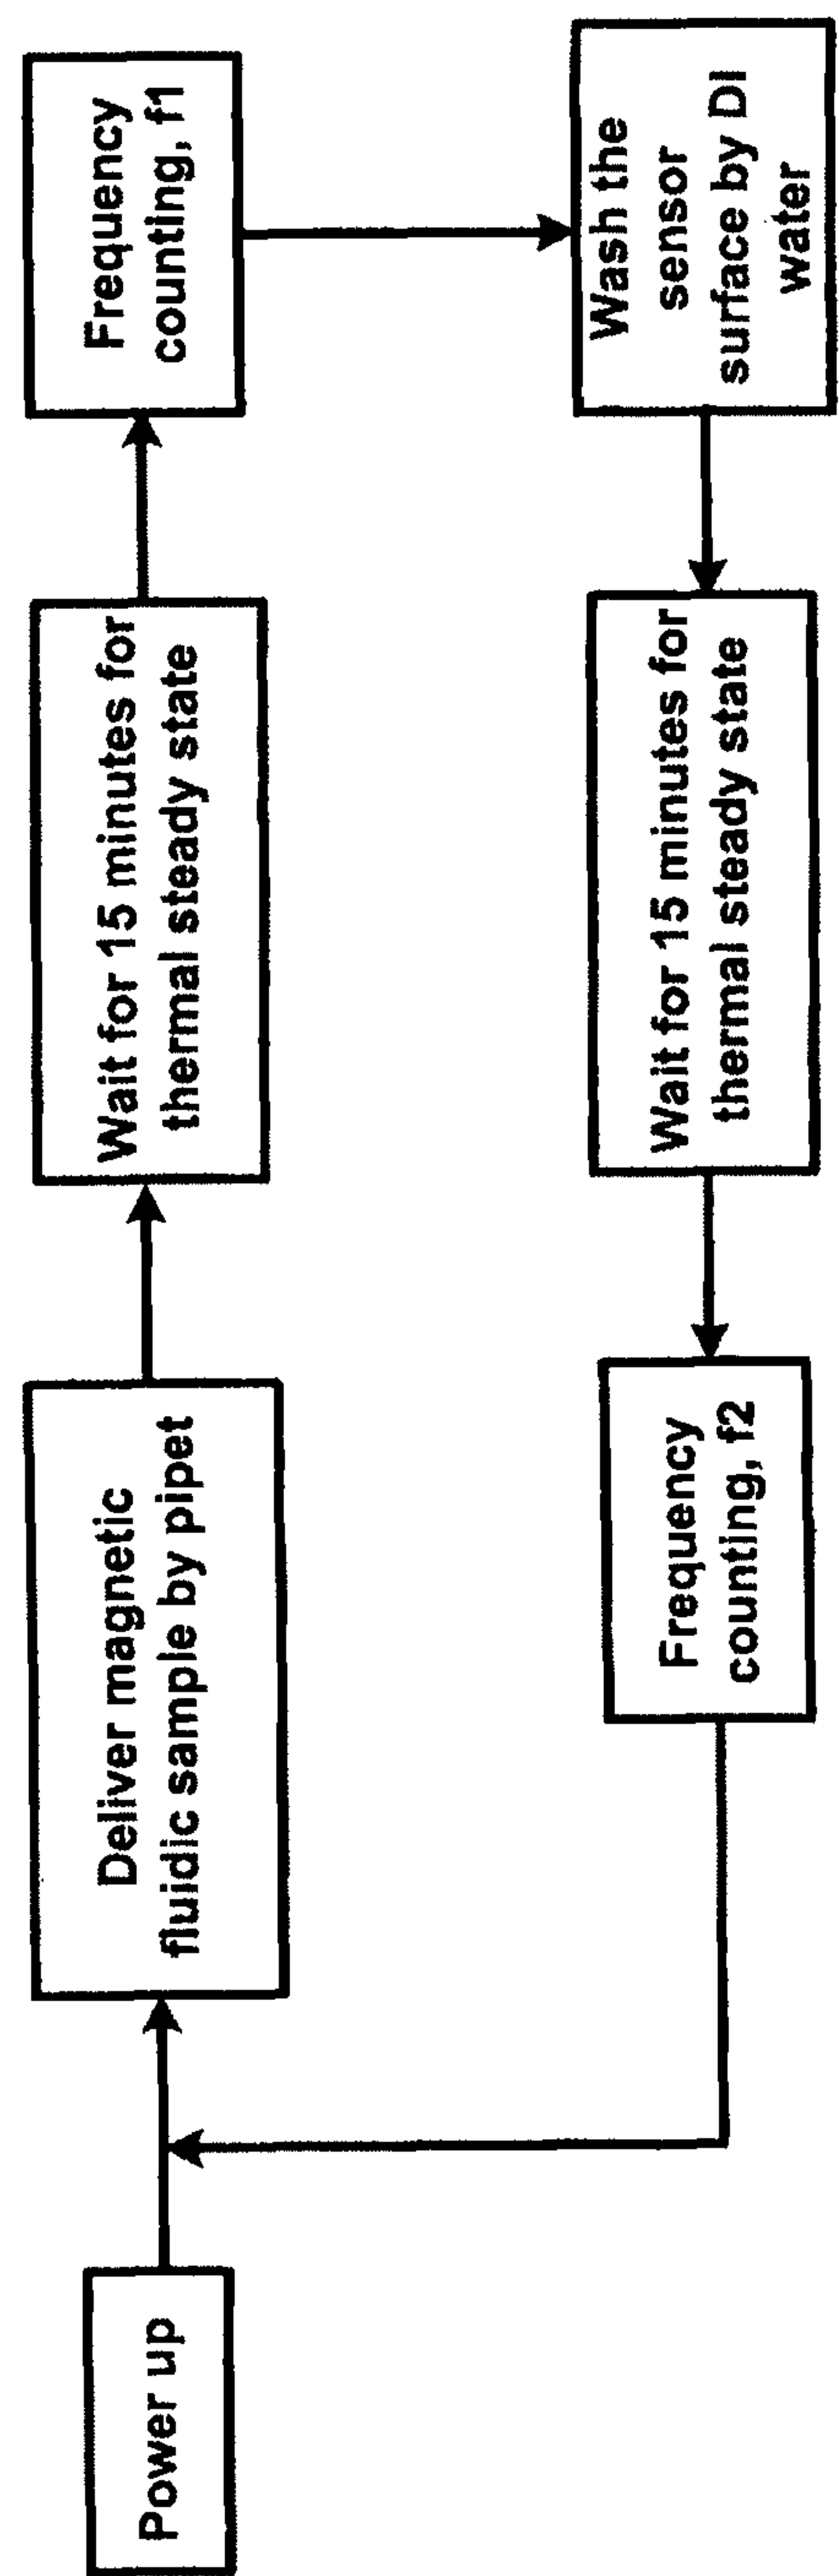 Power up
Deliver magnetic
fluidic sample by pipet
Wait for 15 minutes for
thermal steady state
Frequency
counting, f1
Wash the
sensor
surface by DI
water
Wait for 15 minutes for
thermal steady state
Frequency
counting, f2